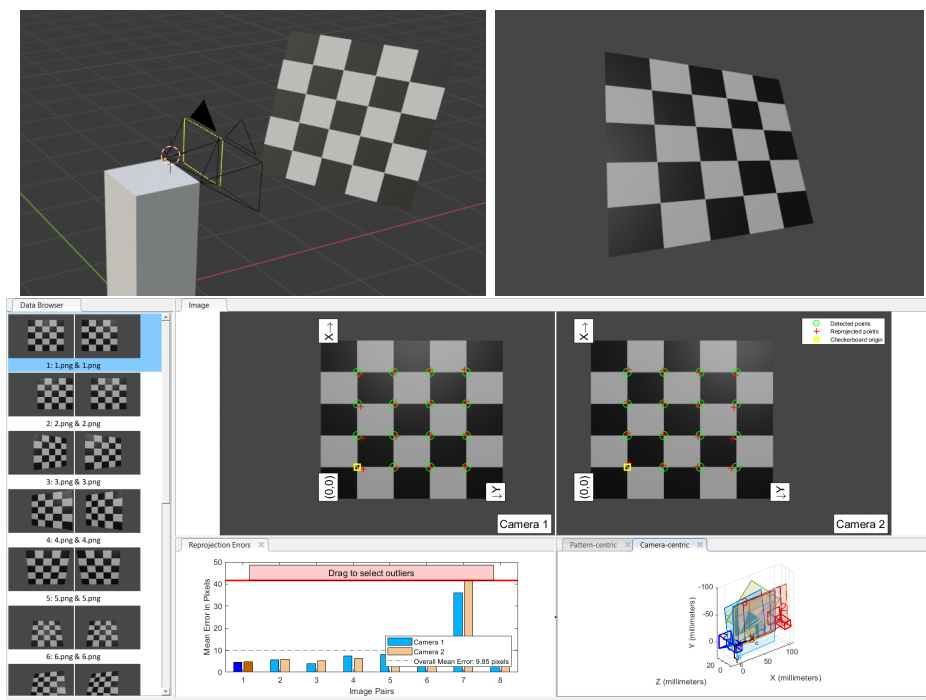 Data Browser
Image
1: 1.png & 1.png
2: 2.png & 2.png
3: 3.png & 3.png
4: 4.png & 4.png
5: 5.png & 5.png
6: 6.png & 6.png
X→
(0,0)
↓Y
Camera 1
X→
(0,0)
↓Y
Camera 2
Detected points
Reprojected points
Checkerboard origin
Reprojection Errors
Drag to select outliers
Mean Error in Pixels
50
40
30
20
10
0
1 2 3 4 5 6 7 8
Image Pairs
Camera 1
Camera 2
Overall Mean Error: 9.85 pixels
Pattern-centric
Camera-centric
Y (millimeters)
-100
-50
0
20 0
0 50 100
Z (millimeters)
X (millimeters)